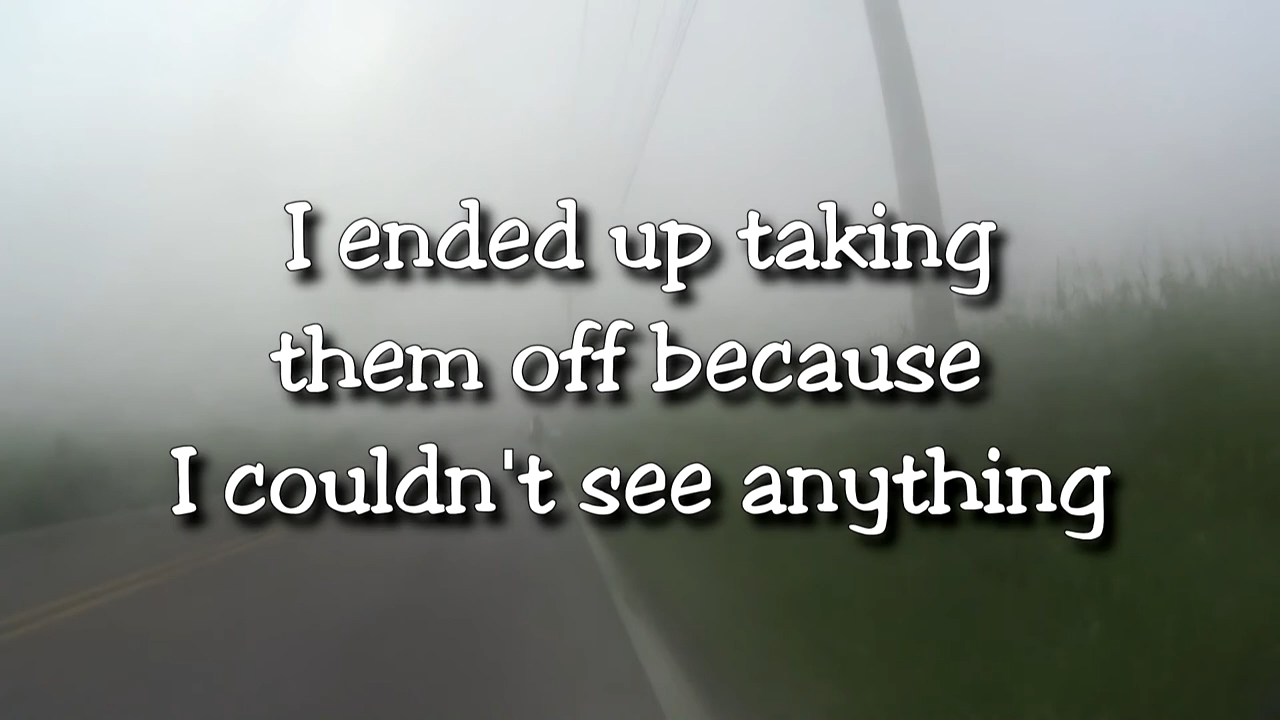 I ended up taking
them off because
I couldn't see anything